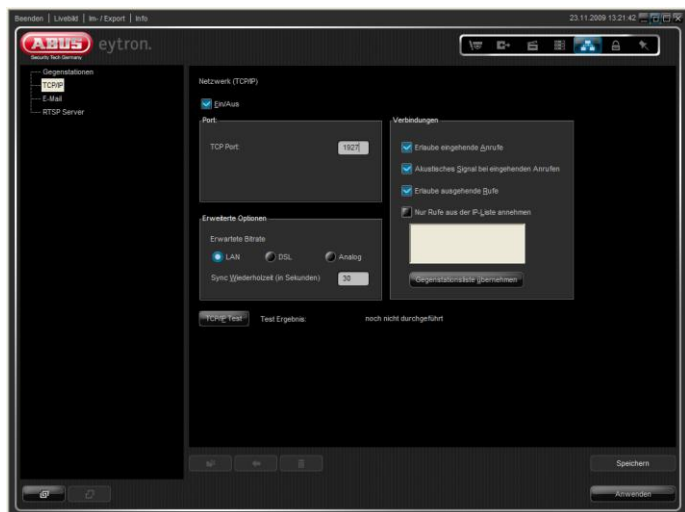 Beenden | Livebild | Im- / Export | Info
23.11.2009 13:21:42
ABUS
Security Tech Germany
eytron.
Gegenstationen
TCP/IP
E-Mail
RTSP Server
Netzwerk (TCP/IP)
Ein/Aus
Port:
TCP Port:
1927
Erweiterte Optionen
Erwartete Bitrate
LAN
DSL
Analog
Sync Wiederholzeit (in Sekunden)
30
Verbindungen
Erlaube eingehende Anrufe
Akustisches Signal bei eingehenden Anrufen
Erlaube ausgehende Rufe
Nur Rufe aus der IP-Liste annehmen
Gegenstationsliste übernehmen
TCP/IP Test
Test Ergebnis:
noch nicht durchgeführt
Speichern
Anwenden